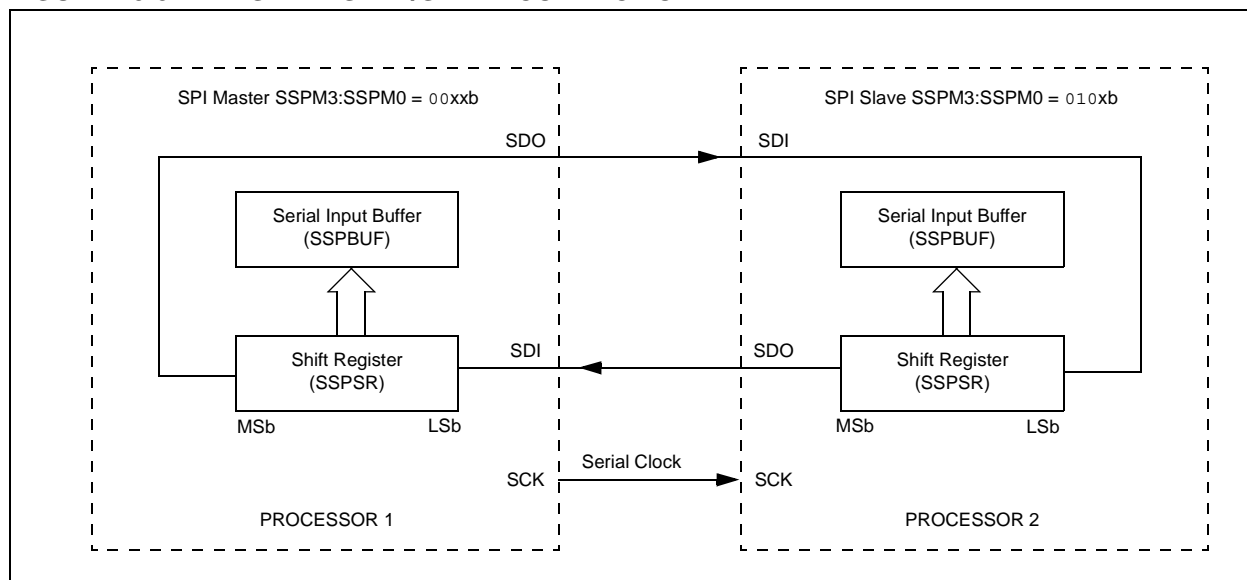 SPI Master SSPM3:SSPM0 = 00xxb
SDO
Serial Input Buffer
(SSPBUF)
Shift Register
(SSPSR)
MSb
LSb
SDI
SCK
PROCESSOR 1
Serial Clock
SPI Slave SSPM3:SSPM0 = 010xb
SDI
Serial Input Buffer
(SSPBUF)
SDO
Shift Register
(SSPSR)
MSb
LSb
SCK
PROCESSOR 2